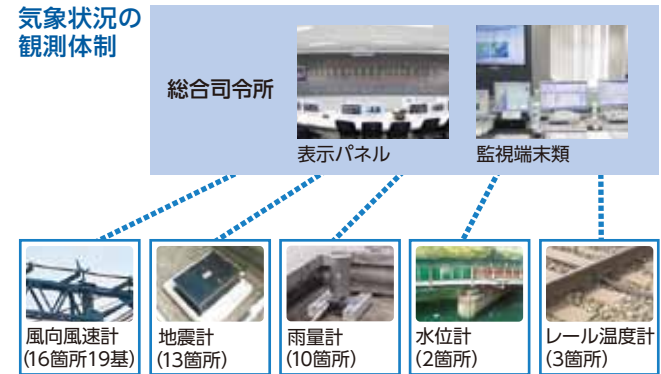 気象状況の
観測体制
総合司令所
表示パネル
監視端末類
風向風速計
(16箇所19基)
地震計
(13箇所)
雨量計
(10箇所)
水位計
(2箇所)
レール温度計
(3箇所)